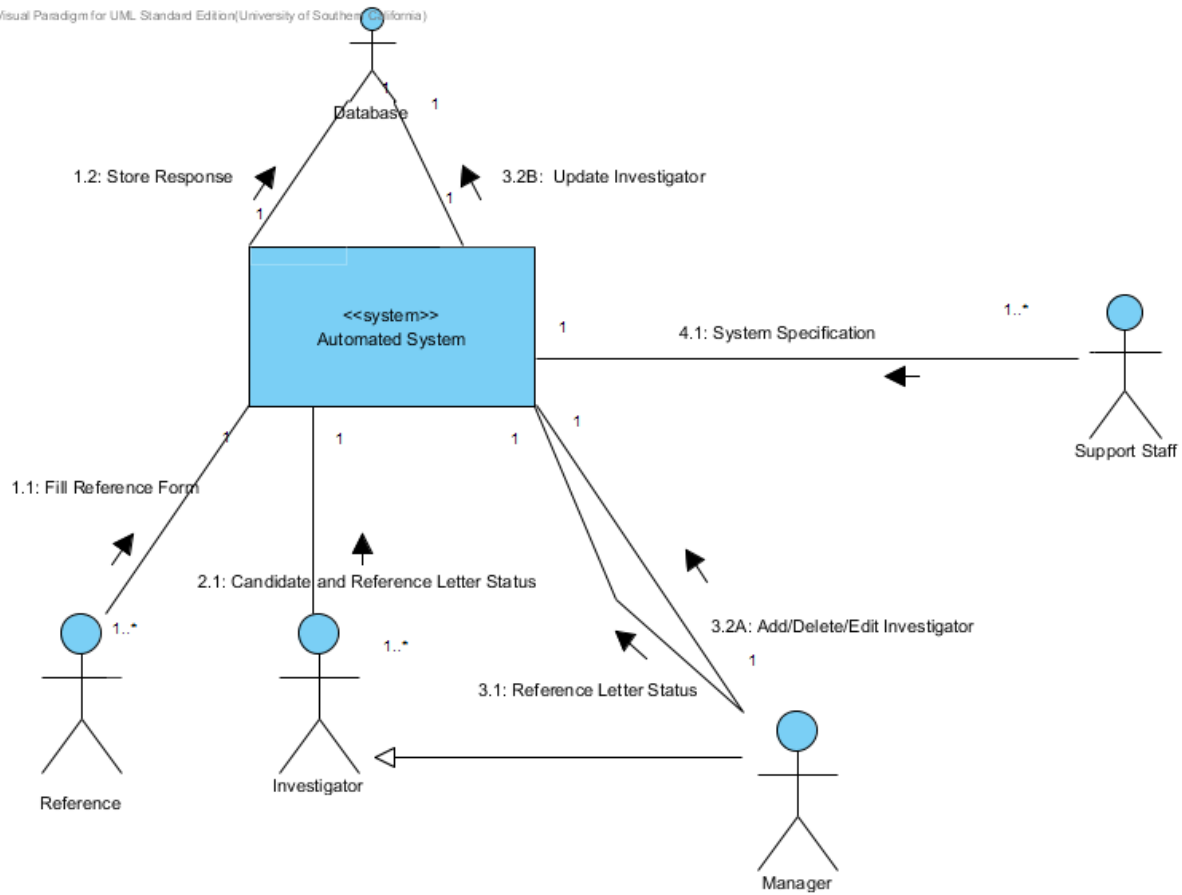 Visual Paradigm for UML Standard Edition(University of Southern California)
1
1
Database
1.2: Store Response
3.2B: Update Investigator
1
1
<<system>>
Automated System
1..*
1
4.1: System Specification
1
1
1
1
Support Staff
1.1: Fill Reference Form
2.1: Candidate and Reference Letter Status
1..*
3.2A: Add/Delete/Edit Investigator
1..*
1
3.1: Reference Letter Status
Investigator
Reference
Manager